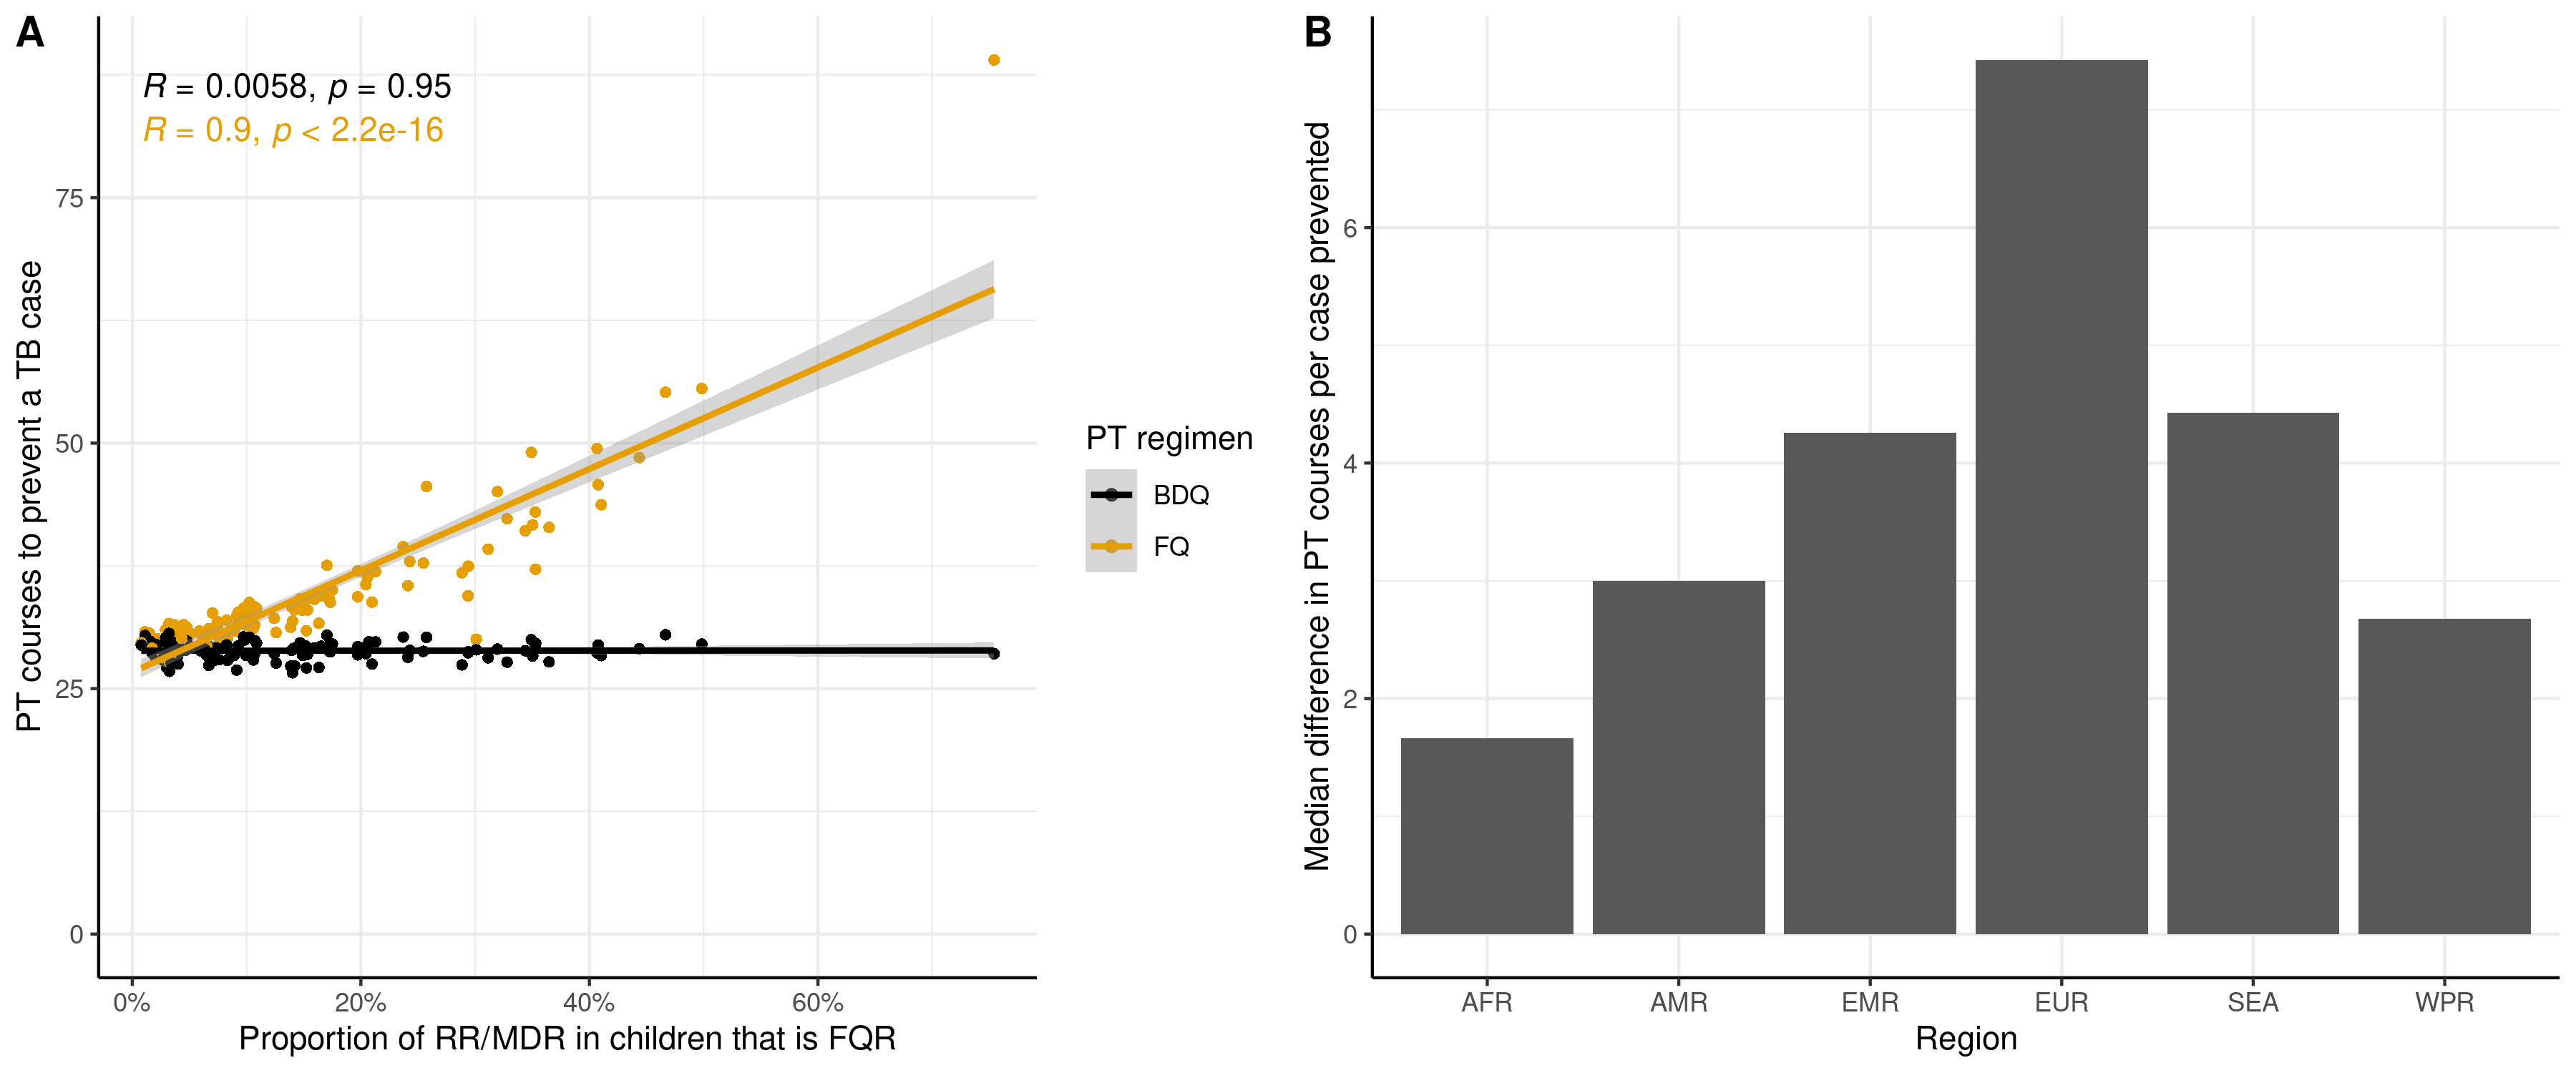 A
R = 0.0058, p = 0.95
R = 0.9, p < 2.2e-16
PT courses to prevent a TB case
75
50
25
0
0% 20% 40% 60%
Proportion of RR/MDR in children that is FQR
PT regimen
BDQ
FQ
B
Median difference in PT courses per case prevented
6
4
2
0
AFR AMR EMR EUR SEA WPR
Region